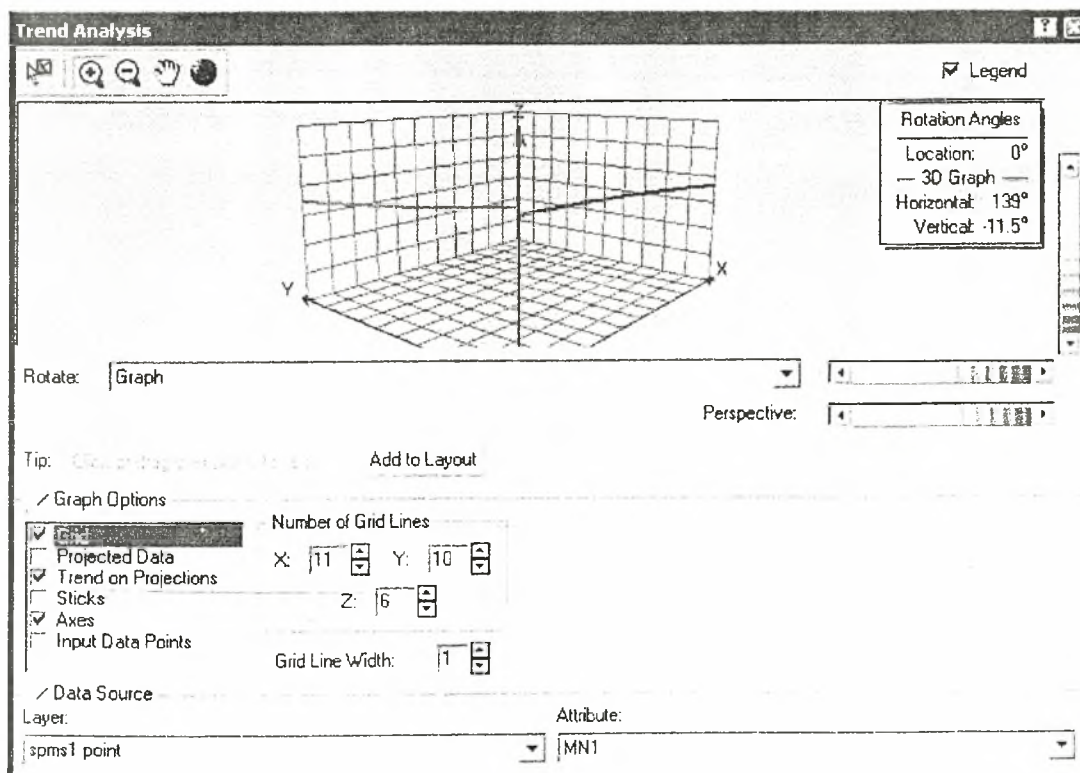 Trend Analysis
Legend
Z
Rotation Angles
Location: 0°
3D Graph
Horizontal: 139°
Vertical: -11.5°
Y
X
Rotate: Graph
Perspective:
Tip: Add to Layout
Graph Options
Grid
Projected Data
Trend on Projections
Sticks
Axes
Input Data Points
Number of Grid Lines
X: 11 Y: 10
Z: 6
Grid Line Width: 1
Data Source
Layer: Attribute:
spms1 point MN1